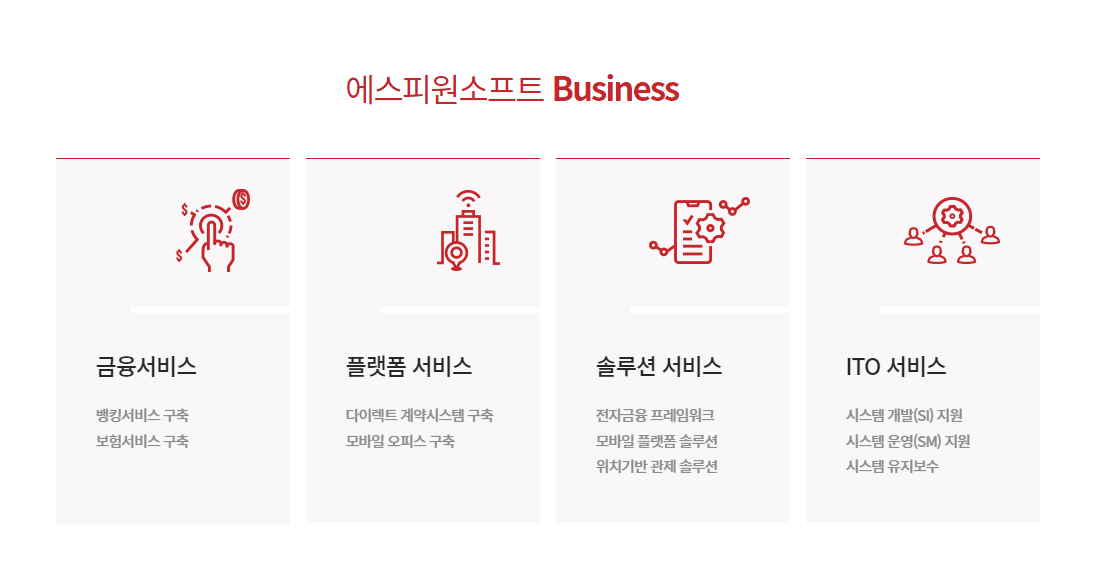 에스피원소프트 Business
금융서비스
뱅킹서비스 구축
보험서비스 구축
플랫폼 서비스
다이렉트 계약시스템 구축
모바일 오피스 구축
솔루션 서비스
전자금융 프레임워크
모바일 플랫폼 솔루션
위치기반 관제 솔루션
ITO 서비스
시스템 개발(SI) 지원
시스템 운영(SM) 지원
시스템 유지보수